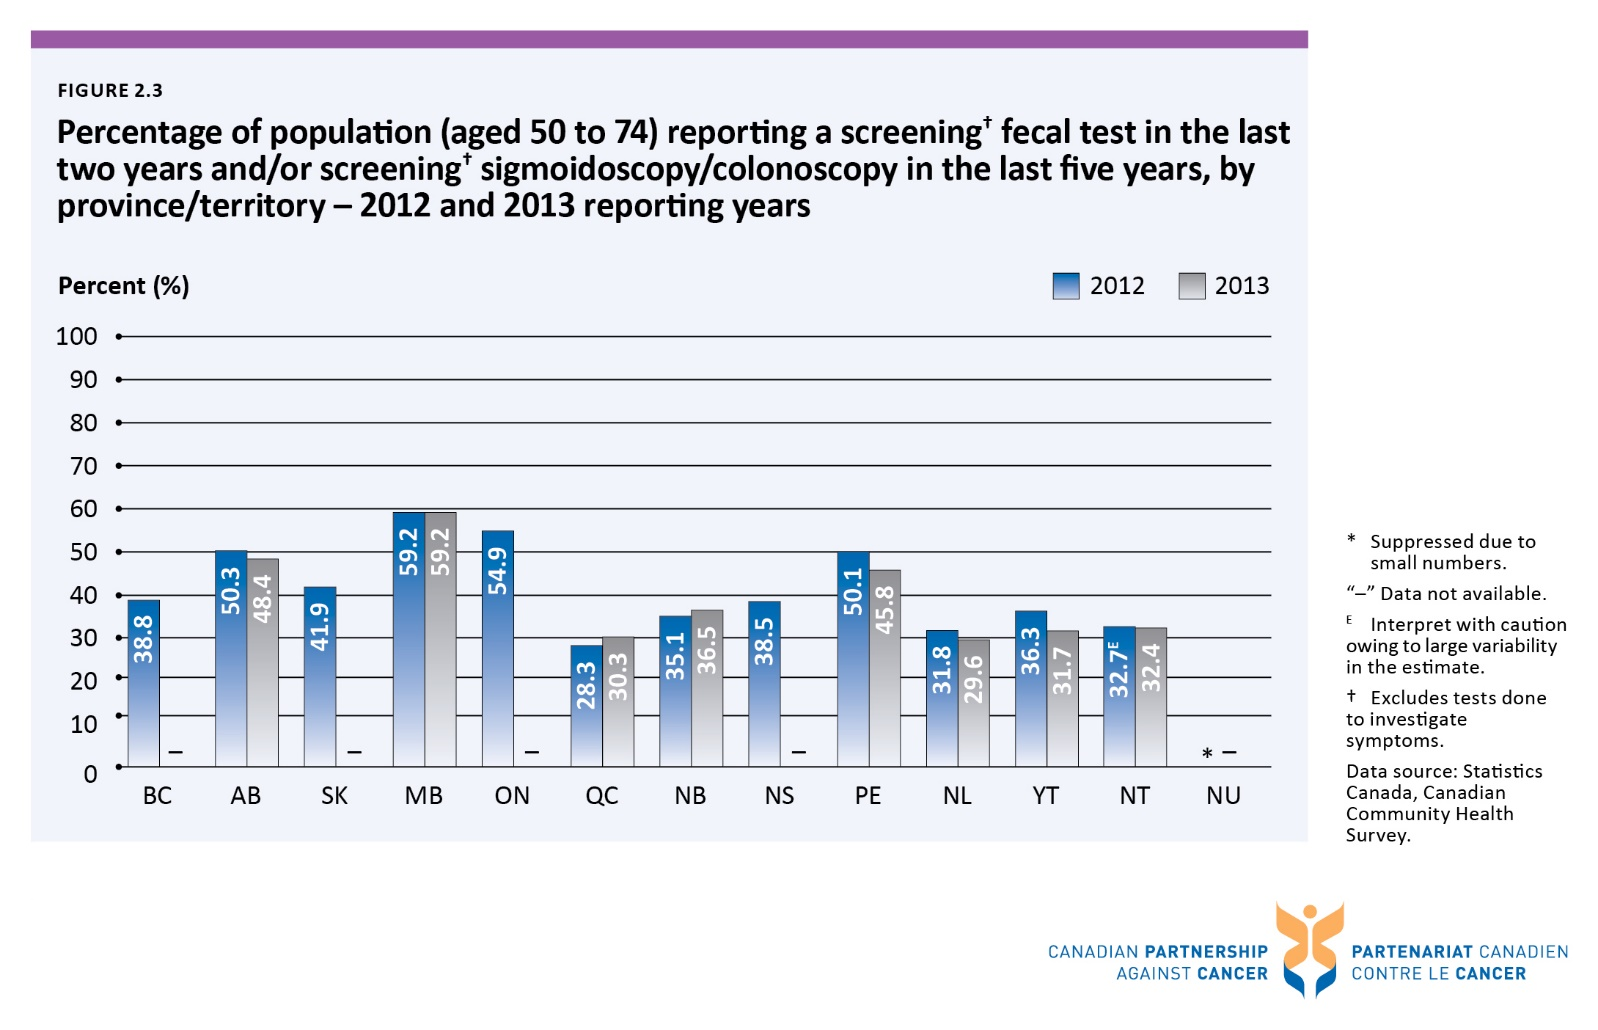 FIGURE 2.3
Percentage of population (aged 50 to 74) reporting a screening† fecal test in the last
two years and/or screening† sigmoidoscopy/colonoscopy in the last five years, by
province/territory – 2012 and 2013 reporting years
Percent (%)
2012 2013
100
90
80
70
60
50
40
30
20
10
0
38.8 –
50.3 48.4
41.9 –
59.2 59.2
54.9 –
28.3 30.3
35.1 36.5
38.5 –
50.1 45.8
31.8 29.6
36.3 31.7
32.7E 32.4
* –
BC AB SK MB ON QC NB NS PE NL YT NT NU
* Suppressed due to
small numbers.
“–” Data not available.
E Interpret with caution
owing to large variability
in the estimate.
† Excludes tests done
to investigate
symptoms.
Data source: Statistics
Canada, Canadian
Community Health
Survey.
CANADIAN PARTNERSHIP
AGAINST CANCER
PARTENARIAT CANADIEN
CONTRE LE CANCER